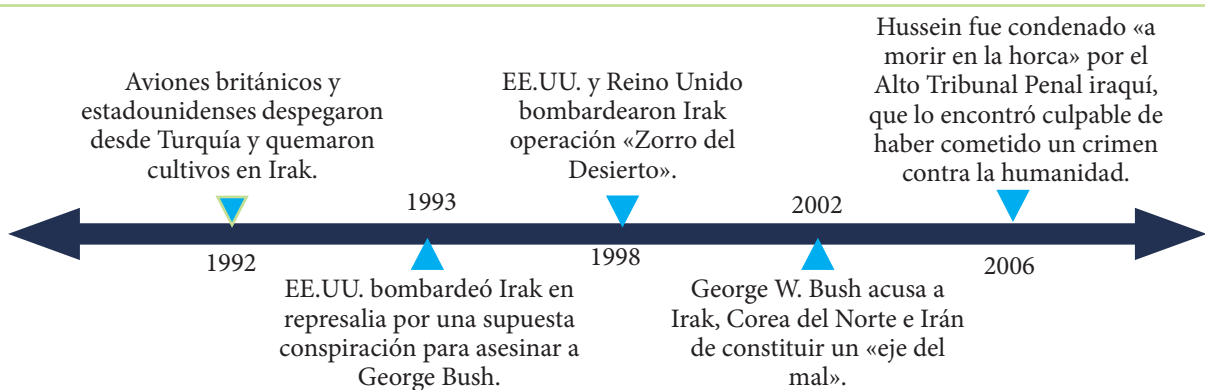 Aviones británicos y
estadounidenses despegaron
desde Turquía y quemaron
cultivos en Irak.
1992
1993
EE.UU. bombardeó Irak en
represalia por una supuesta
conspiración para asesinar a
George Bush.
EE.UU. y Reino Unido
bombardearon Irak
operación «Zorro del
Desierto».
1998
2002
George W. Bush acusa a
Irak, Corea del Norte e Irán
de constituir un «eje del
mal».
Hussein fue condenado «a
morir en la horca» por el
Alto Tribunal Penal iraquí,
que lo encontró culpable de
haber cometido un crimen
contra la humanidad.
2006